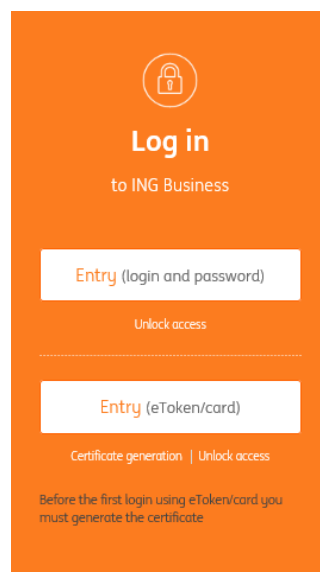 Log in
to ING Business
Entry (login and password)
Unlock access
Entry (eToken/card)
Certificate generation | Unlock access
Before the first login using eToken/card you
must generate the certificate